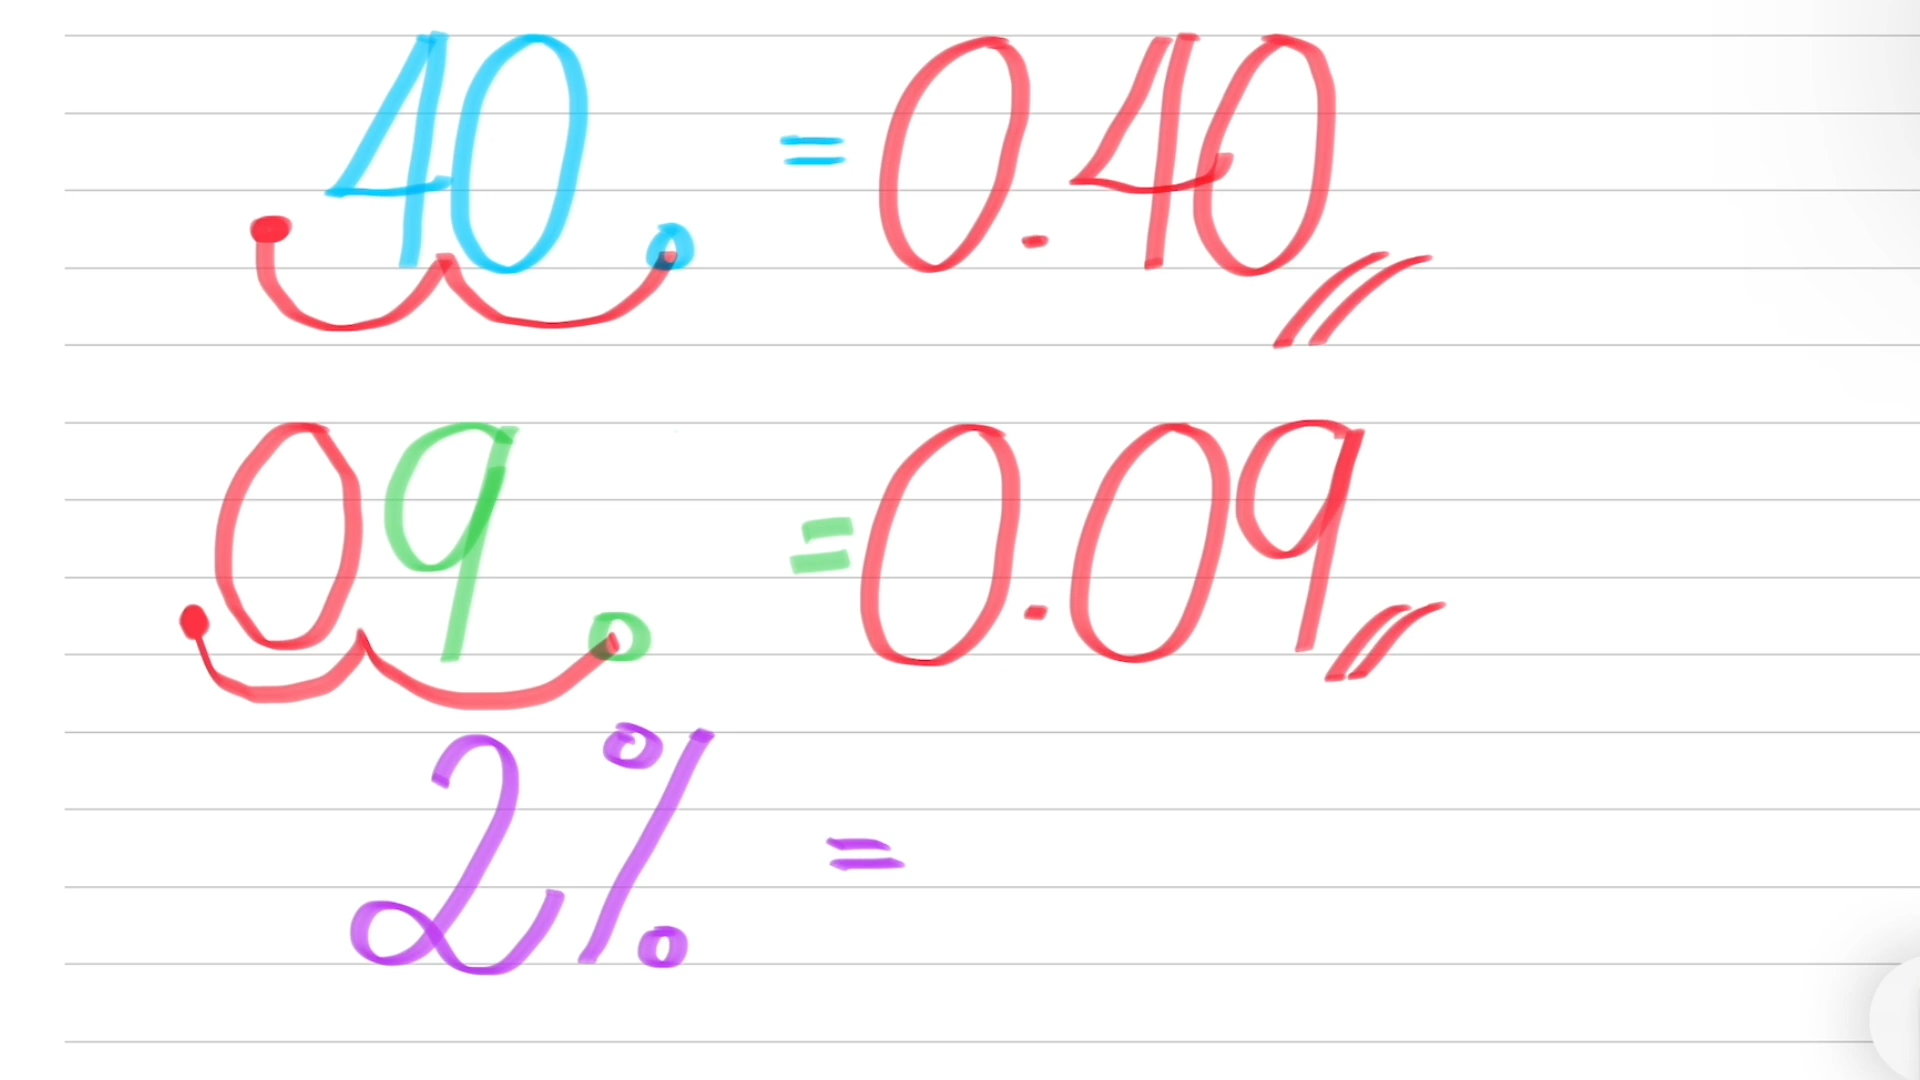 40. = 0.40
09. = 0.09
2% =